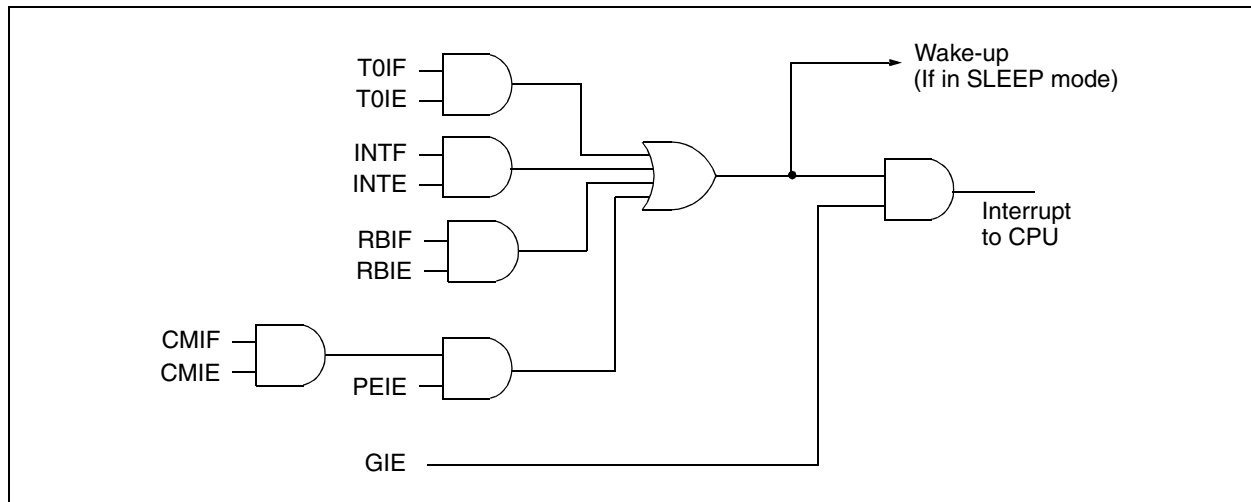 Wake-up
(If in SLEEP mode)
T0IF
T0IE
INTF
INTE
Interrupt
to CPU
RBIF
RBIE
CMIF
CMIE
PEIE
GIE